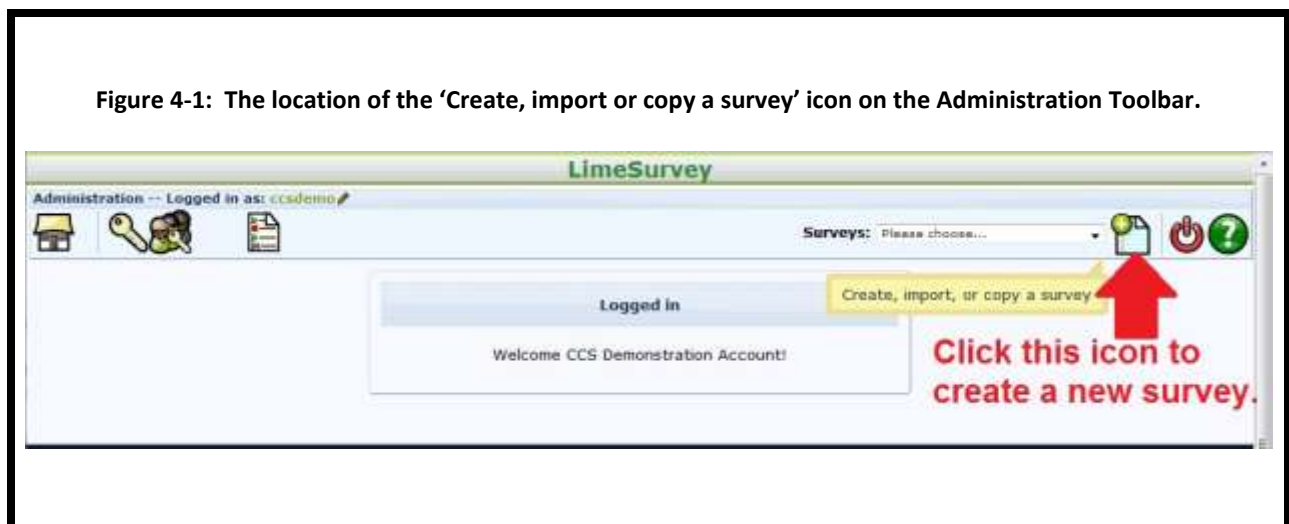 Figure 4-1: The location of the ‘Create, import or copy a survey’ icon on the Administration Toolbar.
LimeSurvey
Administration -- Logged in as: ccsdemo
Surveys: Please choose...
Create, import, or copy a survey
Logged in
Welcome CCS Demonstration Account!
Click this icon to
create a new survey.